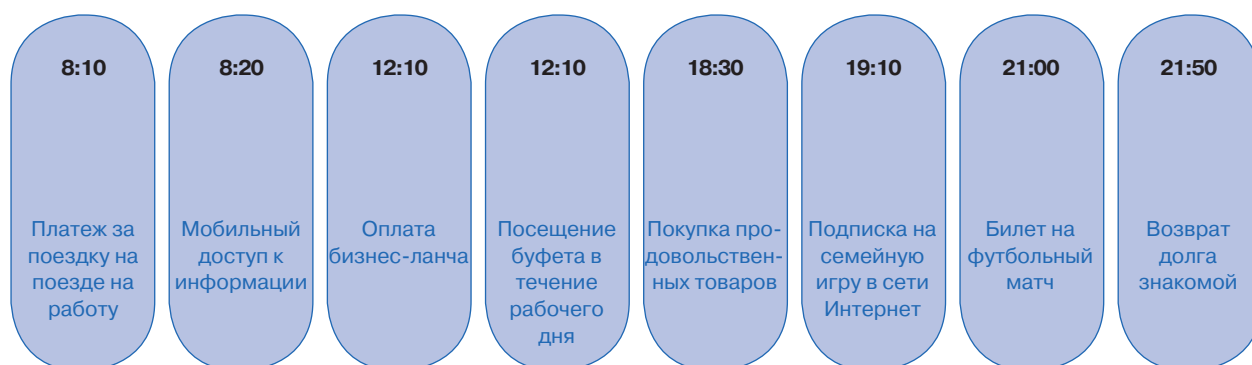 8:10
Платеж за
поездку на
поезде на
работу
8:20
Мобильный
доступ к
информации
12:10
Оплата
бизнес-ланча
12:10
Посещение
буфета в
течение
рабочего
дня
18:30
Покупка про-
довольствен-
ных товаров
19:10
Подписка на
семейную
игру в сети
Интернет
21:00
Билет на
футбольный
матч
21:50
Возврат
долга
знакомой